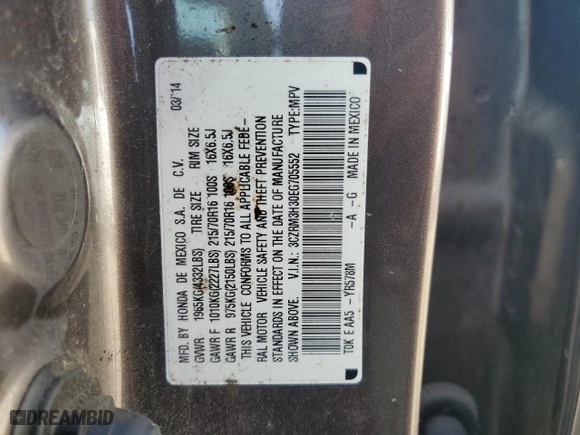 MFD. BY HONDA DE MEXICO S.A. DE C.V. 03/'14
GVWR 1965KG(4332LBS) TIRE SIZE RIM SIZE
GAWR F 1010KG(2227LBS) 215/70R16 100S 16X6.5J
GAWR R 975KG(2150LBS) 215/70R16 100S 16X6.5J
THIS VEHICLE CONFORMS TO ALL APPLICABLE FEDE-
RAL MOTOR VEHICLE SAFETY AND THEFT PREVENTION
STANDARDS IN EFFECT ON THE DATE OF MANUFACTURE
SHOWN ABOVE. V.I.N.: 3CZRM3H30EG705552 TYPE:MPV
T0K E AA5 -YR578M -A -G MADE IN MEXICO
DREAMBID